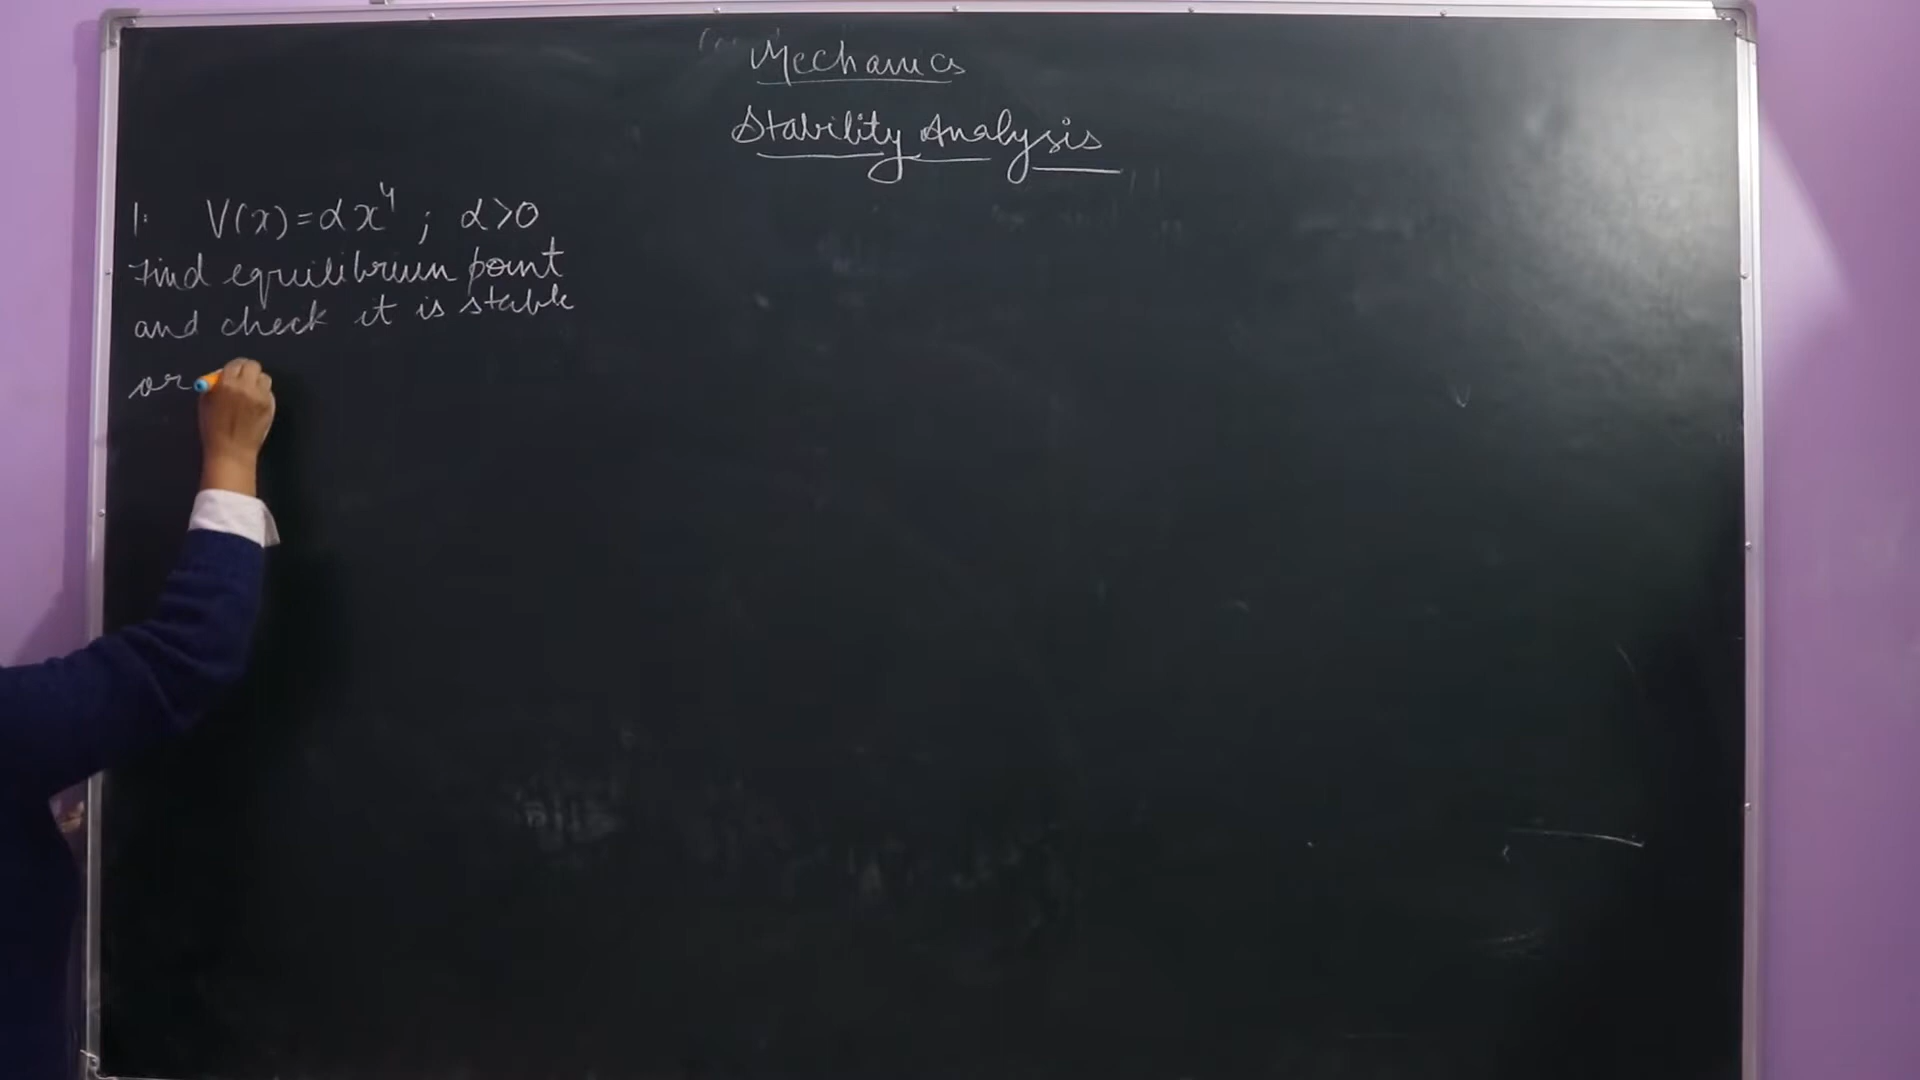 Mechanics
Stability Analysis
1. V(x) = αx⁴ ; α>0
Find equilibrium point
and check it is stable
or